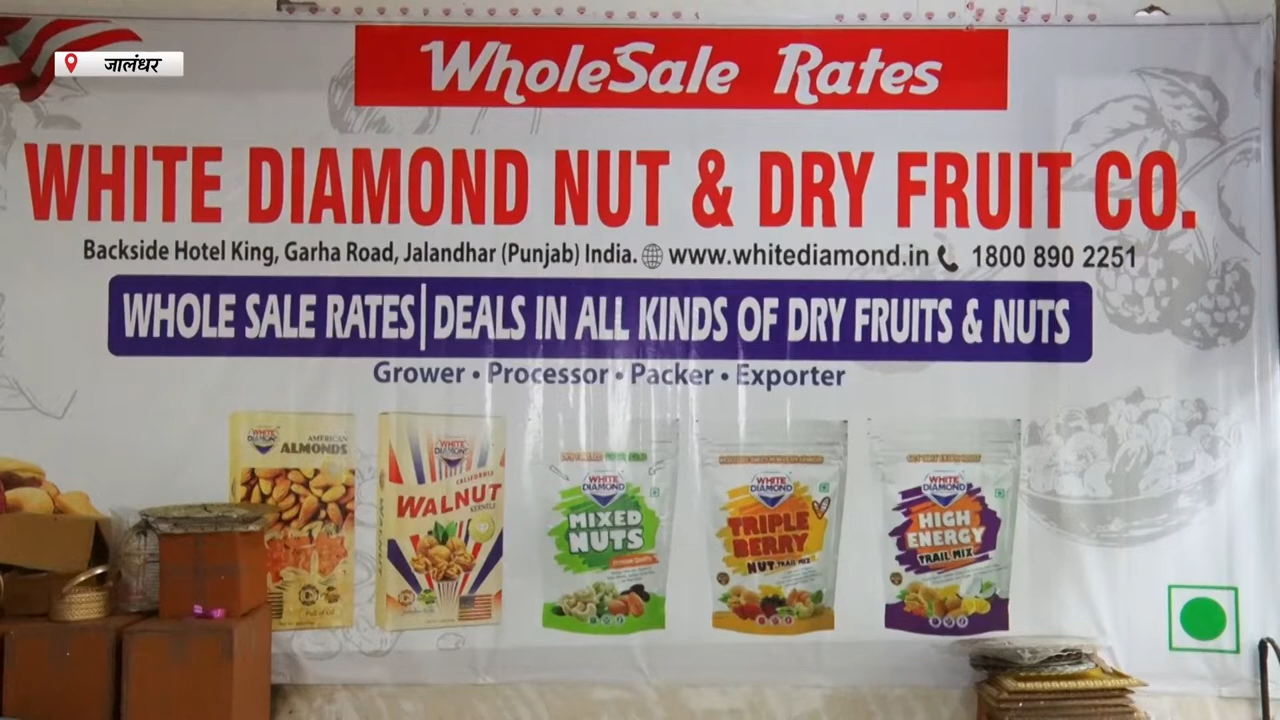 जालंधर
WholeSale Rates
WHITE DIAMOND NUT & DRY FRUIT CO.
Backside Hotel King, Garha Road, Jalandhar (Punjab) India. www.whitediamond.in 1800 890 2251
WHOLE SALE RATES | DEALS IN ALL KINDS OF DRY FRUITS & NUTS
Grower • Processor • Packer • Exporter
WHITE DIAMOND
AMERICAN
ALMONDS
WHITE DIAMOND
CALIFORNIA
WALNUT
KERNELS
WHITE DIAMOND
MIXED
NUTS
WHITE DIAMOND
TRIPLE
BERRY
NUT TRAIL MIX
WHITE DIAMOND
HIGH
ENERGY
TRAIL MIX